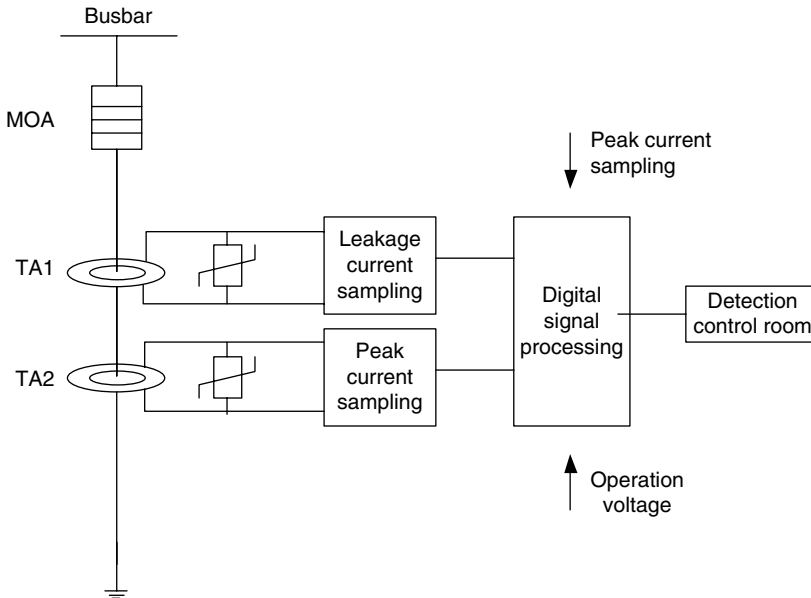 Busbar
MOA
Peak current
sampling
TA1
Leakage
current
sampling
Digital
signal
processing
Detection
control room
TA2
Peak
current
sampling
Operation
voltage